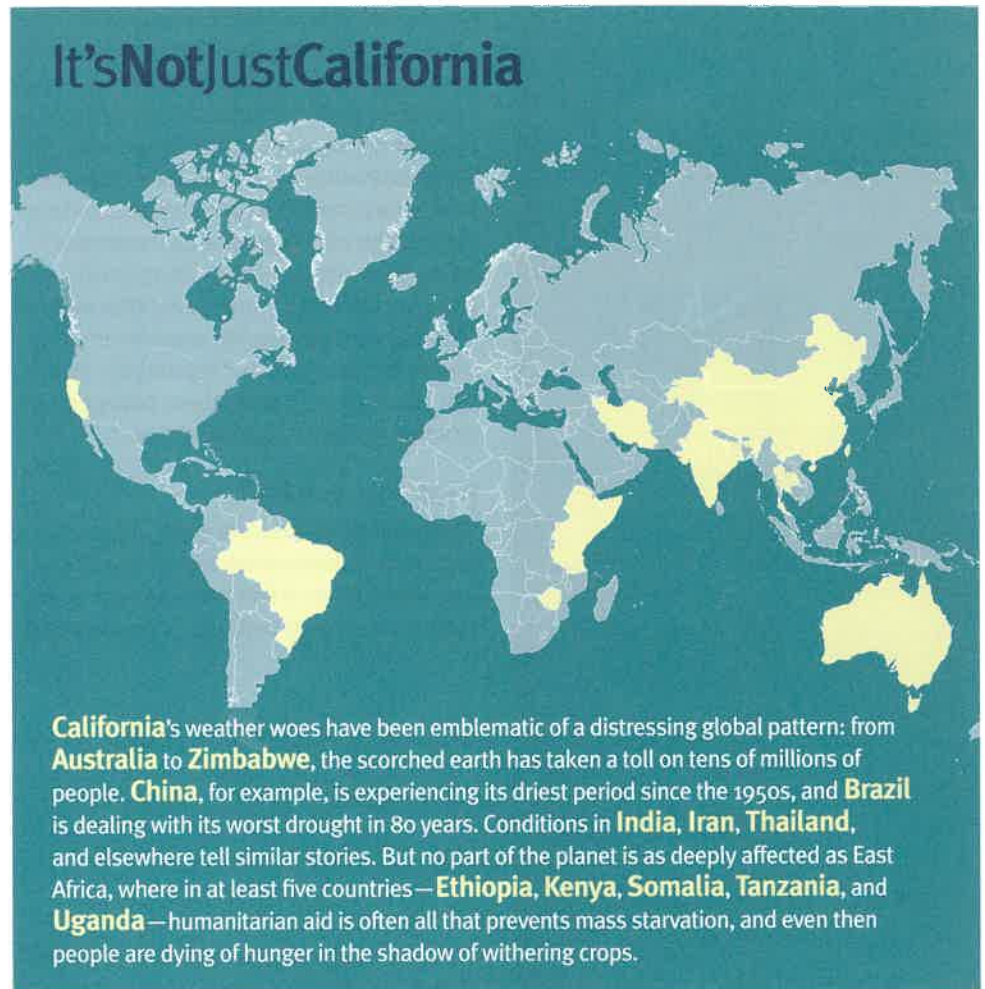 It'sNotJustCalifornia
California's weather woes have been emblematic of a distressing global pattern: from
Australia to Zimbabwe, the scorched earth has taken a toll on tens of millions of
people. China, for example, is experiencing its driest period since the 1950s, and Brazil
is dealing with its worst drought in 80 years. Conditions in India, Iran, Thailand,
and elsewhere tell similar stories. But no part of the planet is as deeply affected as East
Africa, where in at least five countries—Ethiopia, Kenya, Somalia, Tanzania, and
Uganda—humanitarian aid is often all that prevents mass starvation, and even then
people are dying of hunger in the shadow of withering crops.